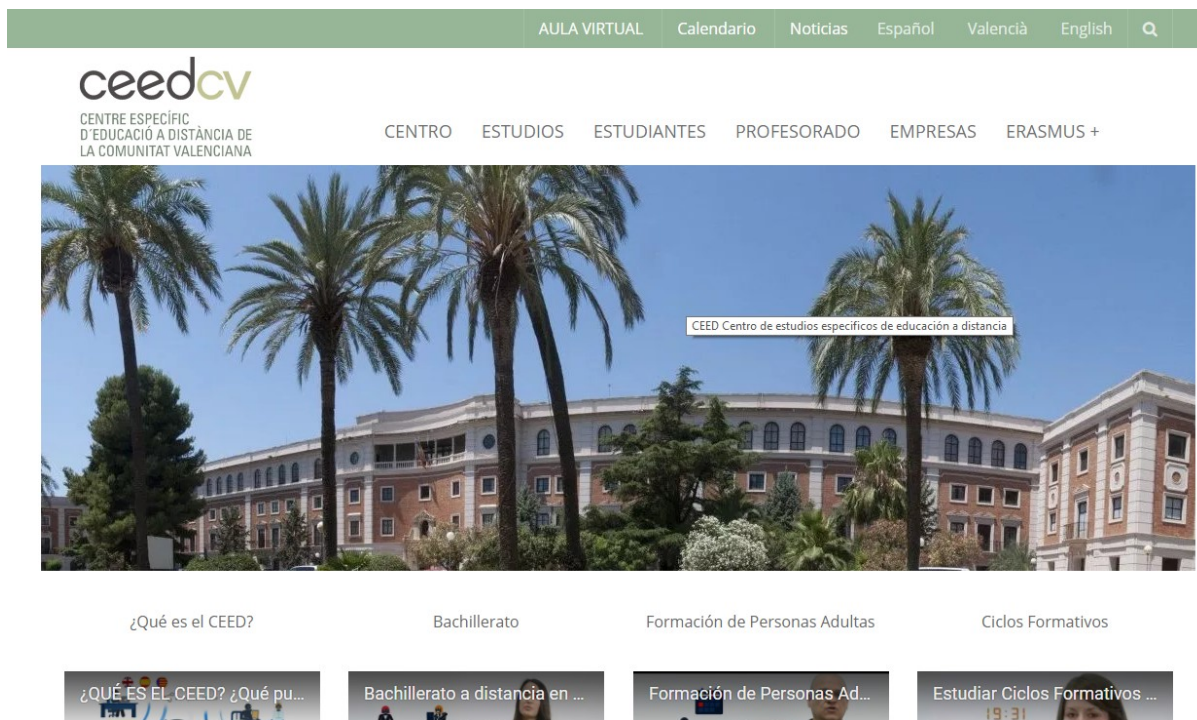 AULA VIRTUAL Calendario Noticias Español Valencià English
ceedcv
CENTRE ESPECÍFIC
D´EDUCACIÓ A DISTÀNCIA DE
LA COMUNITAT VALENCIANA
CENTRO ESTUDIOS ESTUDIANTES PROFESORADO EMPRESAS ERASMUS +
CEED Centro de estudios especificos de educación a distancia
¿Qué es el CEED? Bachillerato Formación de Personas Adultas Ciclos Formativos
¿QUÉ ES EL CEED? ¿Qué pu... Bachillerato a distancia en ... Formación de Personas Ad... Estudiar Ciclos Formativos ...
19:31